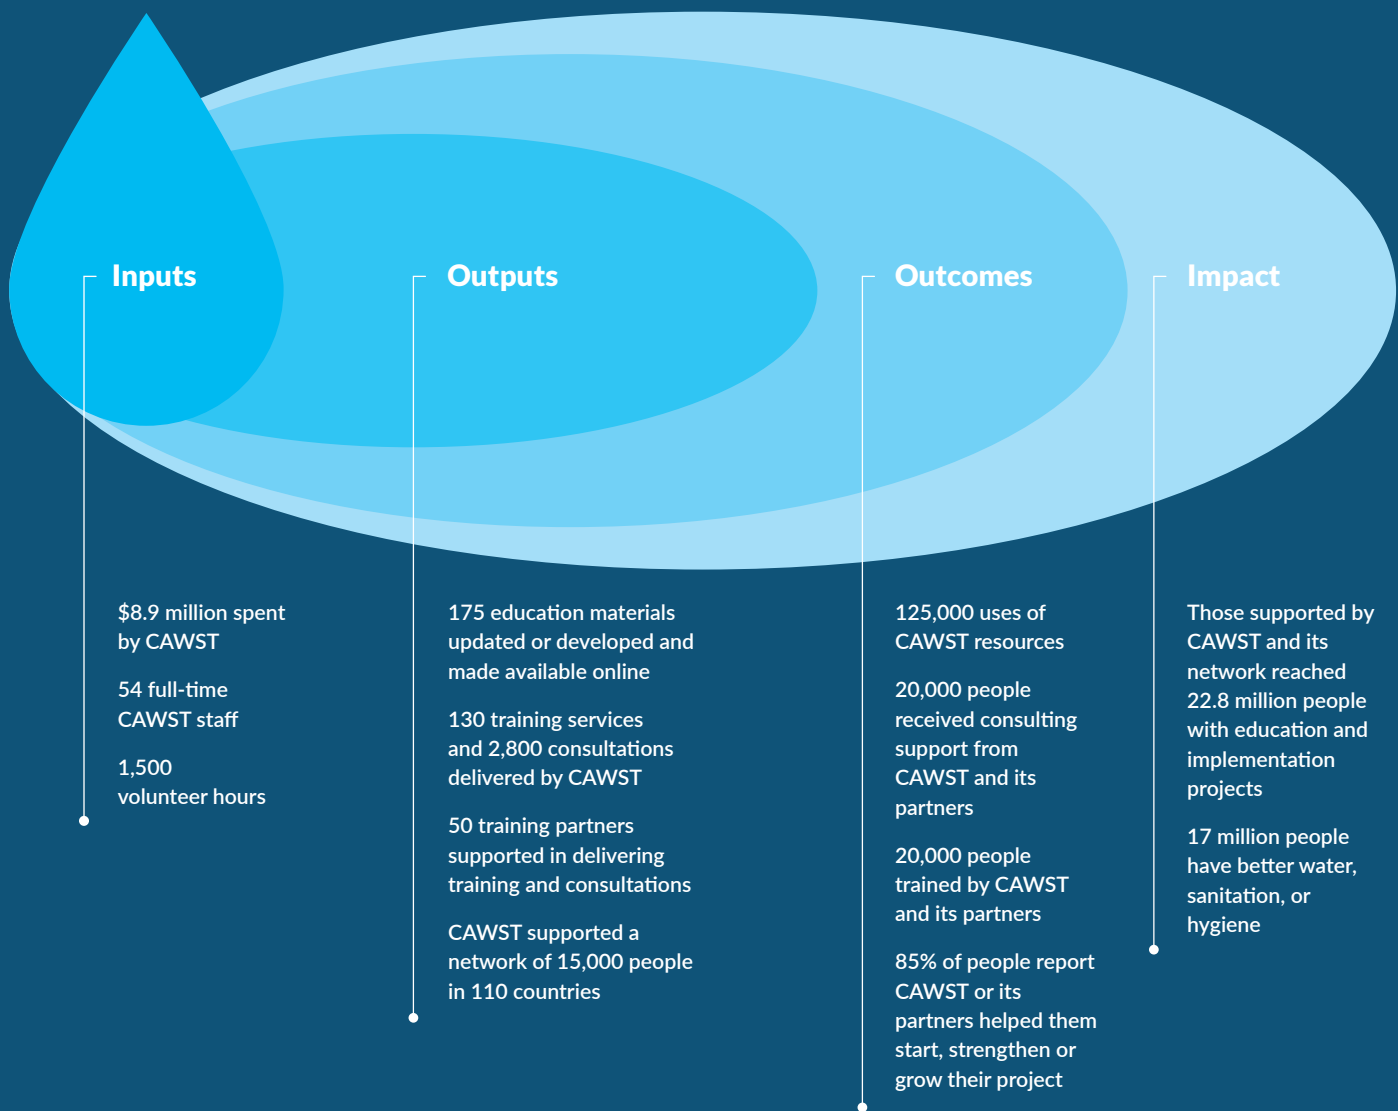 Inputs
$8.9 million spent
by CAWST
54 full-time
CAWST staff
1,500
volunteer hours
Outputs
175 education materials
updated or developed and
made available online
130 training services
and 2,800 consultations
delivered by CAWST
50 training partners
supported in delivering
training and consultations
CAWST supported a
network of 15,000 people
in 110 countries
Outcomes
125,000 uses of
CAWST resources
20,000 people
received consulting
support from
CAWST and its
partners
20,000 people
trained by CAWST
and its partners
85% of people report
CAWST or its
partners helped them
start, strengthen or
grow their project
Impact
Those supported by
CAWST and its
network reached
22.8 million people
with education and
implementation
projects
17 million people
have better water,
sanitation, or
hygiene